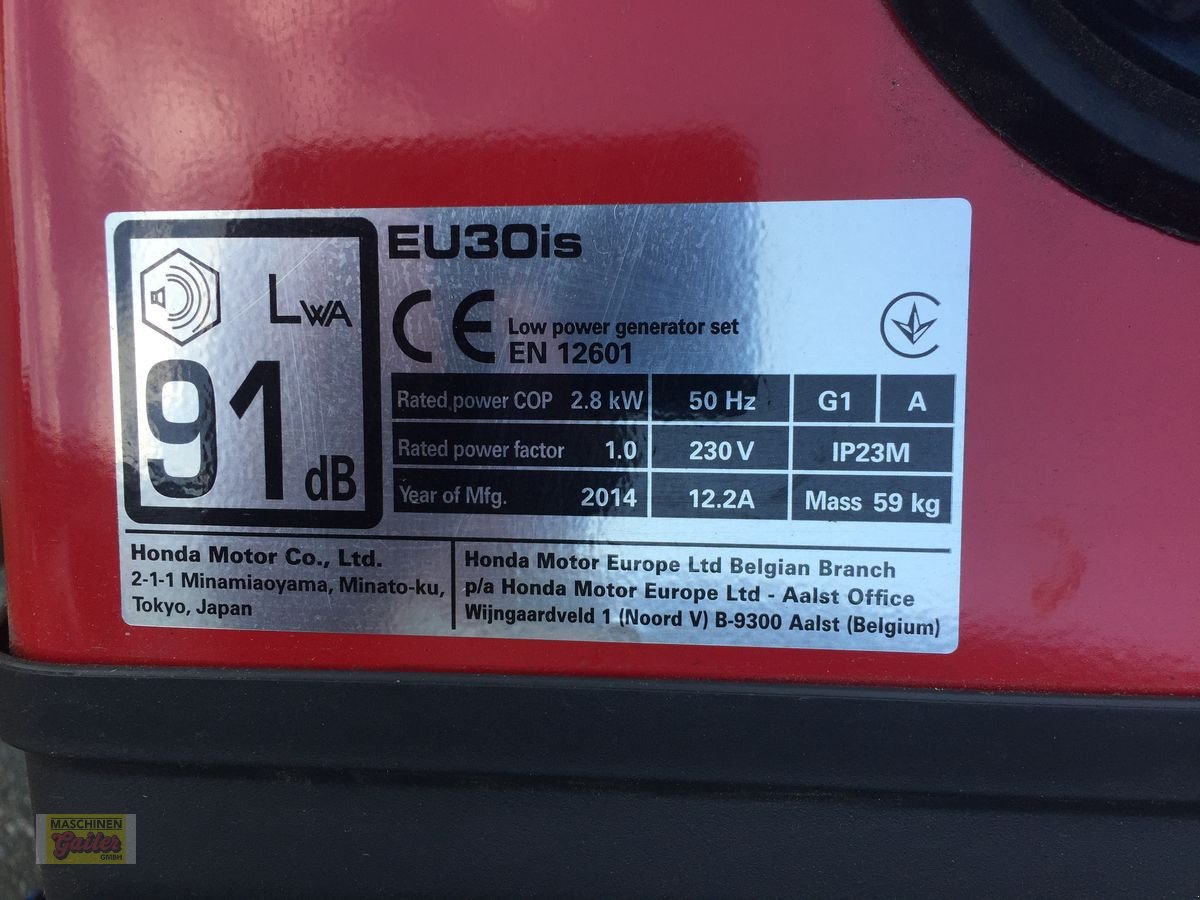 EU30is
LWA
91 dB
CE
Low power generator set
EN 12601
Rated power COP 2.8 kW 50 Hz G1 A
Rated power factor 1.0 230 V IP23M
Year of Mfg. 2014 12.2A Mass 59 kg
Honda Motor Co., Ltd.
2-1-1 Minamiaoyama, Minato-ku,
Tokyo, Japan
Honda Motor Europe Ltd Belgian Branch
p/a Honda Motor Europe Ltd - Aalst Office
Wijngaardveld 1 (Noord V) B-9300 Aalst (Belgium)
MASCHINEN
Gailer
GMBH